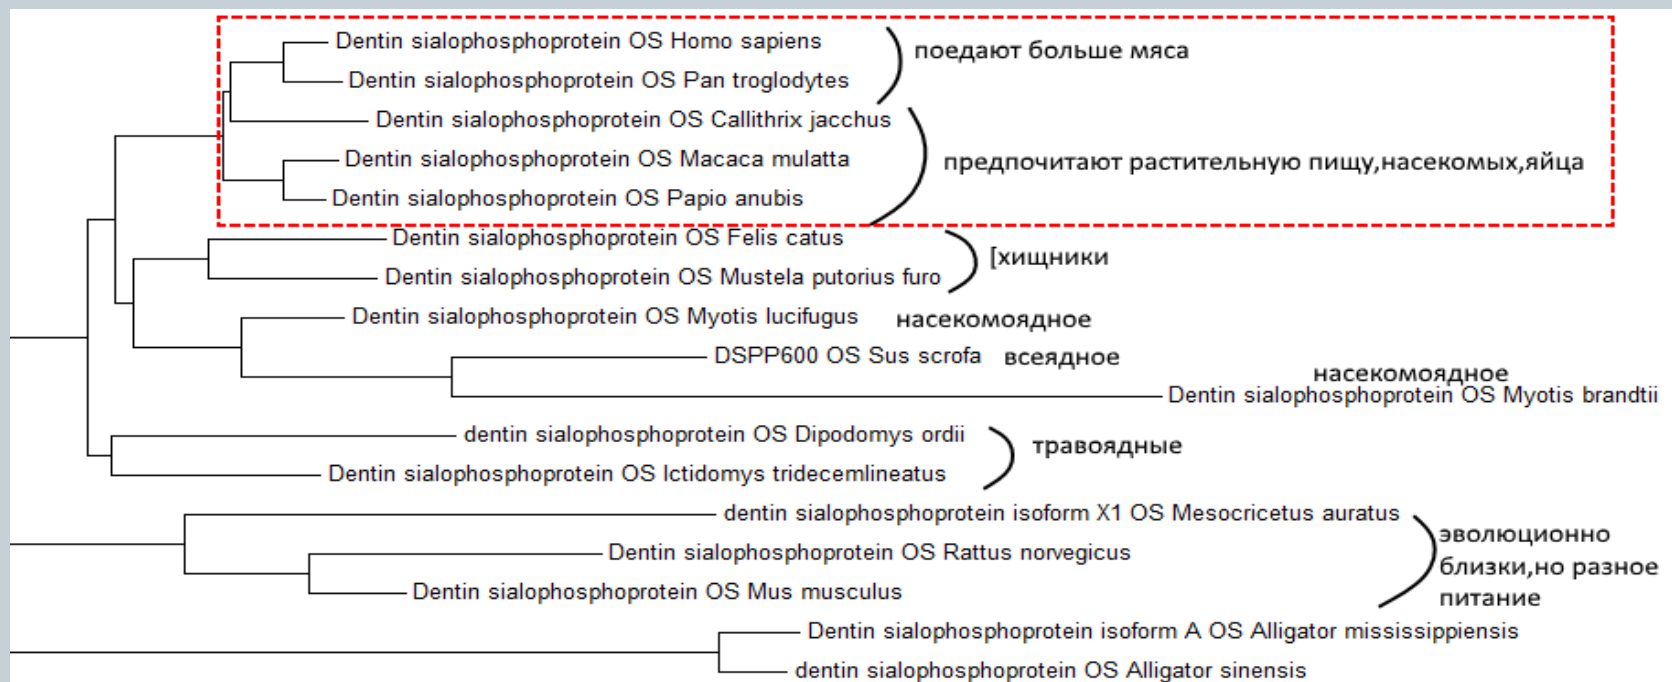 Dentin sialophosphoprotein OS Homo sapiens
поедают больше мяса
Dentin sialophosphoprotein OS Pan troglodytes
Dentin sialophosphoprotein OS Callithrix jacchus
Dentin sialophosphoprotein OS Macaca mulatta
предпочитают растительную пищу,насекомых,яйца
Dentin sialophosphoprotein OS Papio anubis
Dentin sialophosphoprotein OS Felis catus
[хищники
Dentin sialophosphoprotein OS Mustela putorius furo
Dentin sialophosphoprotein OS Myotis lucifugus
насекомоядное
DSPP600 OS Sus scrofa
всеядное
насекомоядное
Dentin sialophosphoprotein OS Myotis brandtii
dentin sialophosphoprotein OS Dipodomys ordii
травоядные
Dentin sialophosphoprotein OS Ictidomys tridecemlineatus
dentin sialophosphoprotein isoform X1 OS Mesocricetus auratus
эволюционно
близки,но разное
питание
Dentin sialophosphoprotein OS Rattus norvegicus
Dentin sialophosphoprotein OS Mus musculus
Dentin sialophosphoprotein isoform A OS Alligator mississippiensis
dentin sialophosphoprotein OS Alligator sinensis